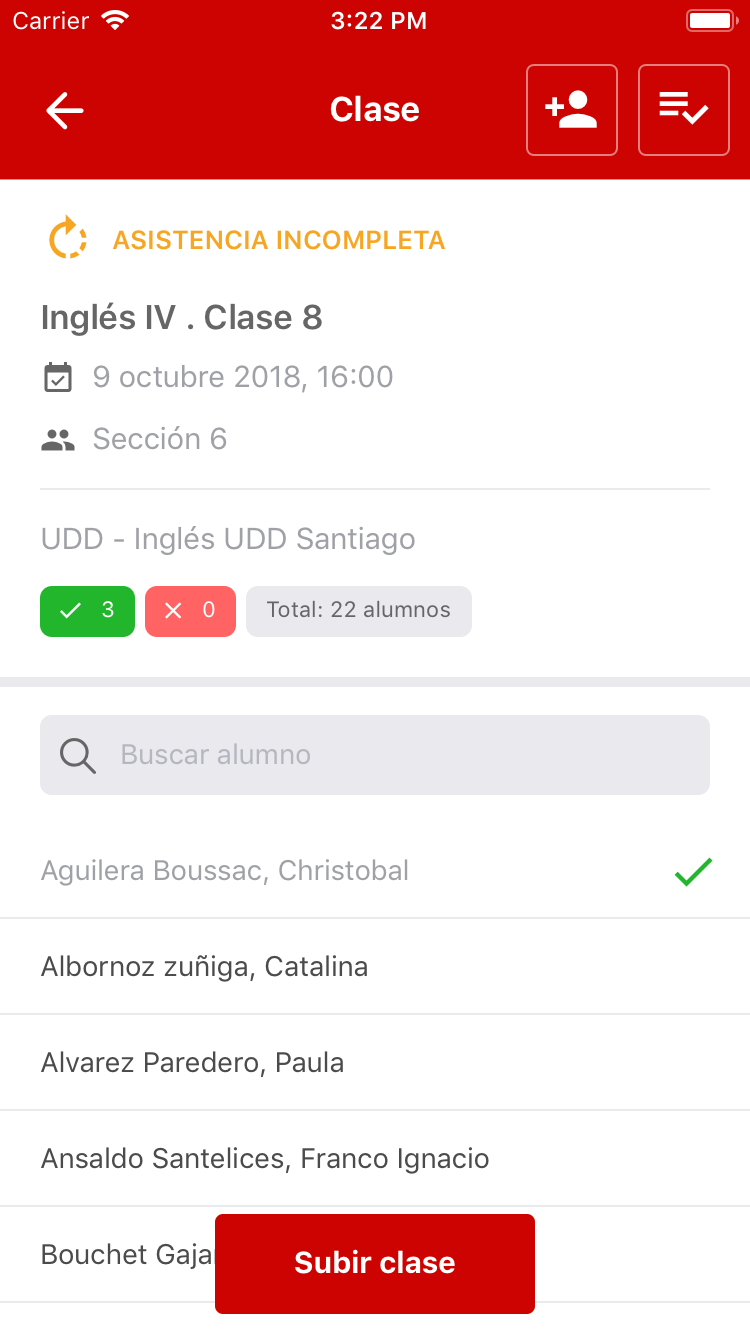 Carrier 3:22 PM
Clase
ASISTENCIA INCOMPLETA
Inglés IV . Clase 8
9 octubre 2018, 16:00
Sección 6
UDD - Inglés UDD Santiago
3 0 Total: 22 alumnos
Buscar alumno
Aguilera Boussac, Christobal
Albornoz zuñiga, Catalina
Alvarez Paredero, Paula
Ansaldo Santelices, Franco Ignacio
Bouchet
Subir clase